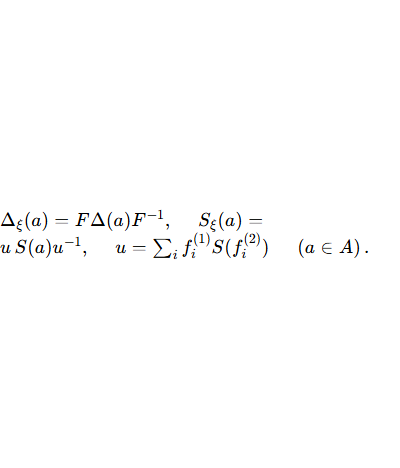 Δ_ξ(a) = FΔ(a)F⁻¹,   S_ξ(a) =
u S(a)u⁻¹,   u = ∑_i f_i^{(1)} S(f_i^{(2)})   (a ∈ A) .